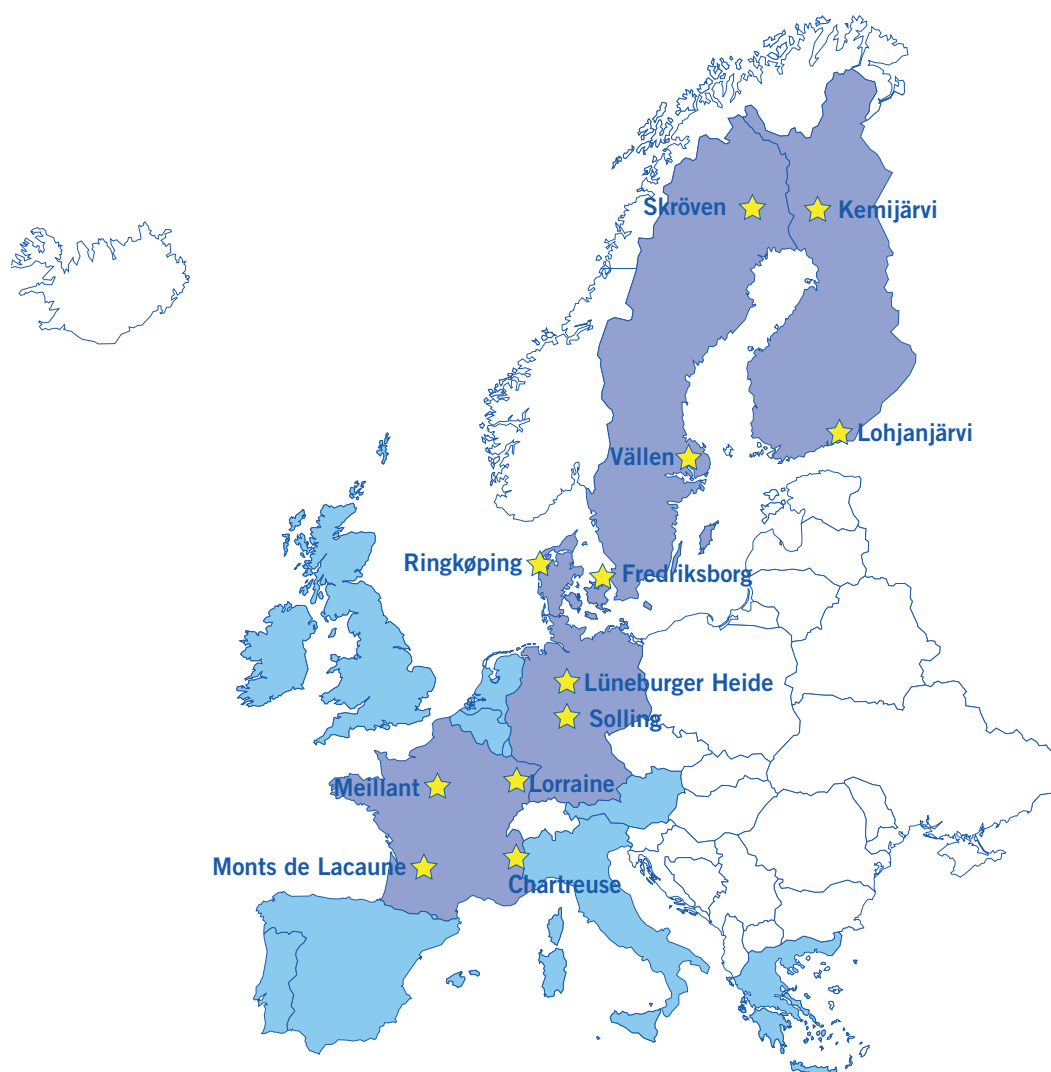 Skröven
Kemijärvi
Lohjanjärvi
Vällen
Ringkøping
Fredriksborg
Lüneburger Heide
Solling
Meillant
Lorraine
Monts de Lacaune
Chartreuse